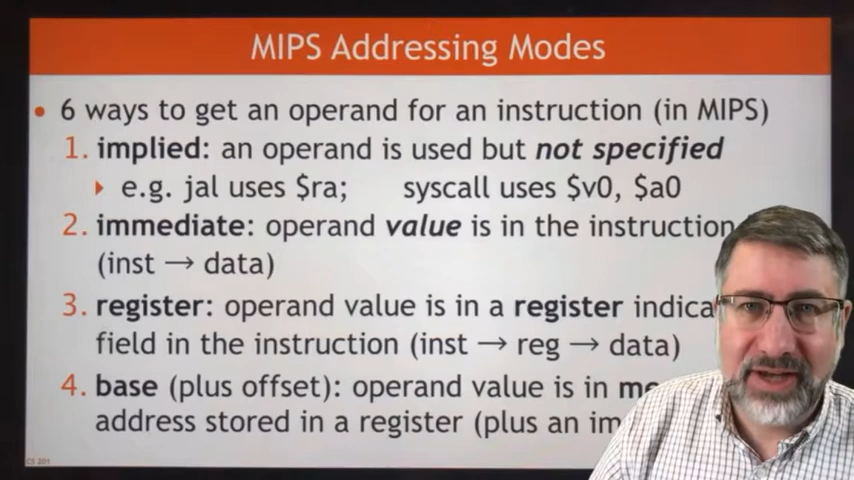 MIPS Addressing Modes
• 6 ways to get an operand for an instruction (in MIPS)
1. implied: an operand is used but not specified
e.g. jal uses $ra; syscall uses $v0, $a0
2. immediate: operand value is in the instruction
(inst → data)
3. register: operand value is in a register indica
field in the instruction (inst → reg → data)
4. base (plus offset): operand value is in me
address stored in a register (plus an im
CS 201